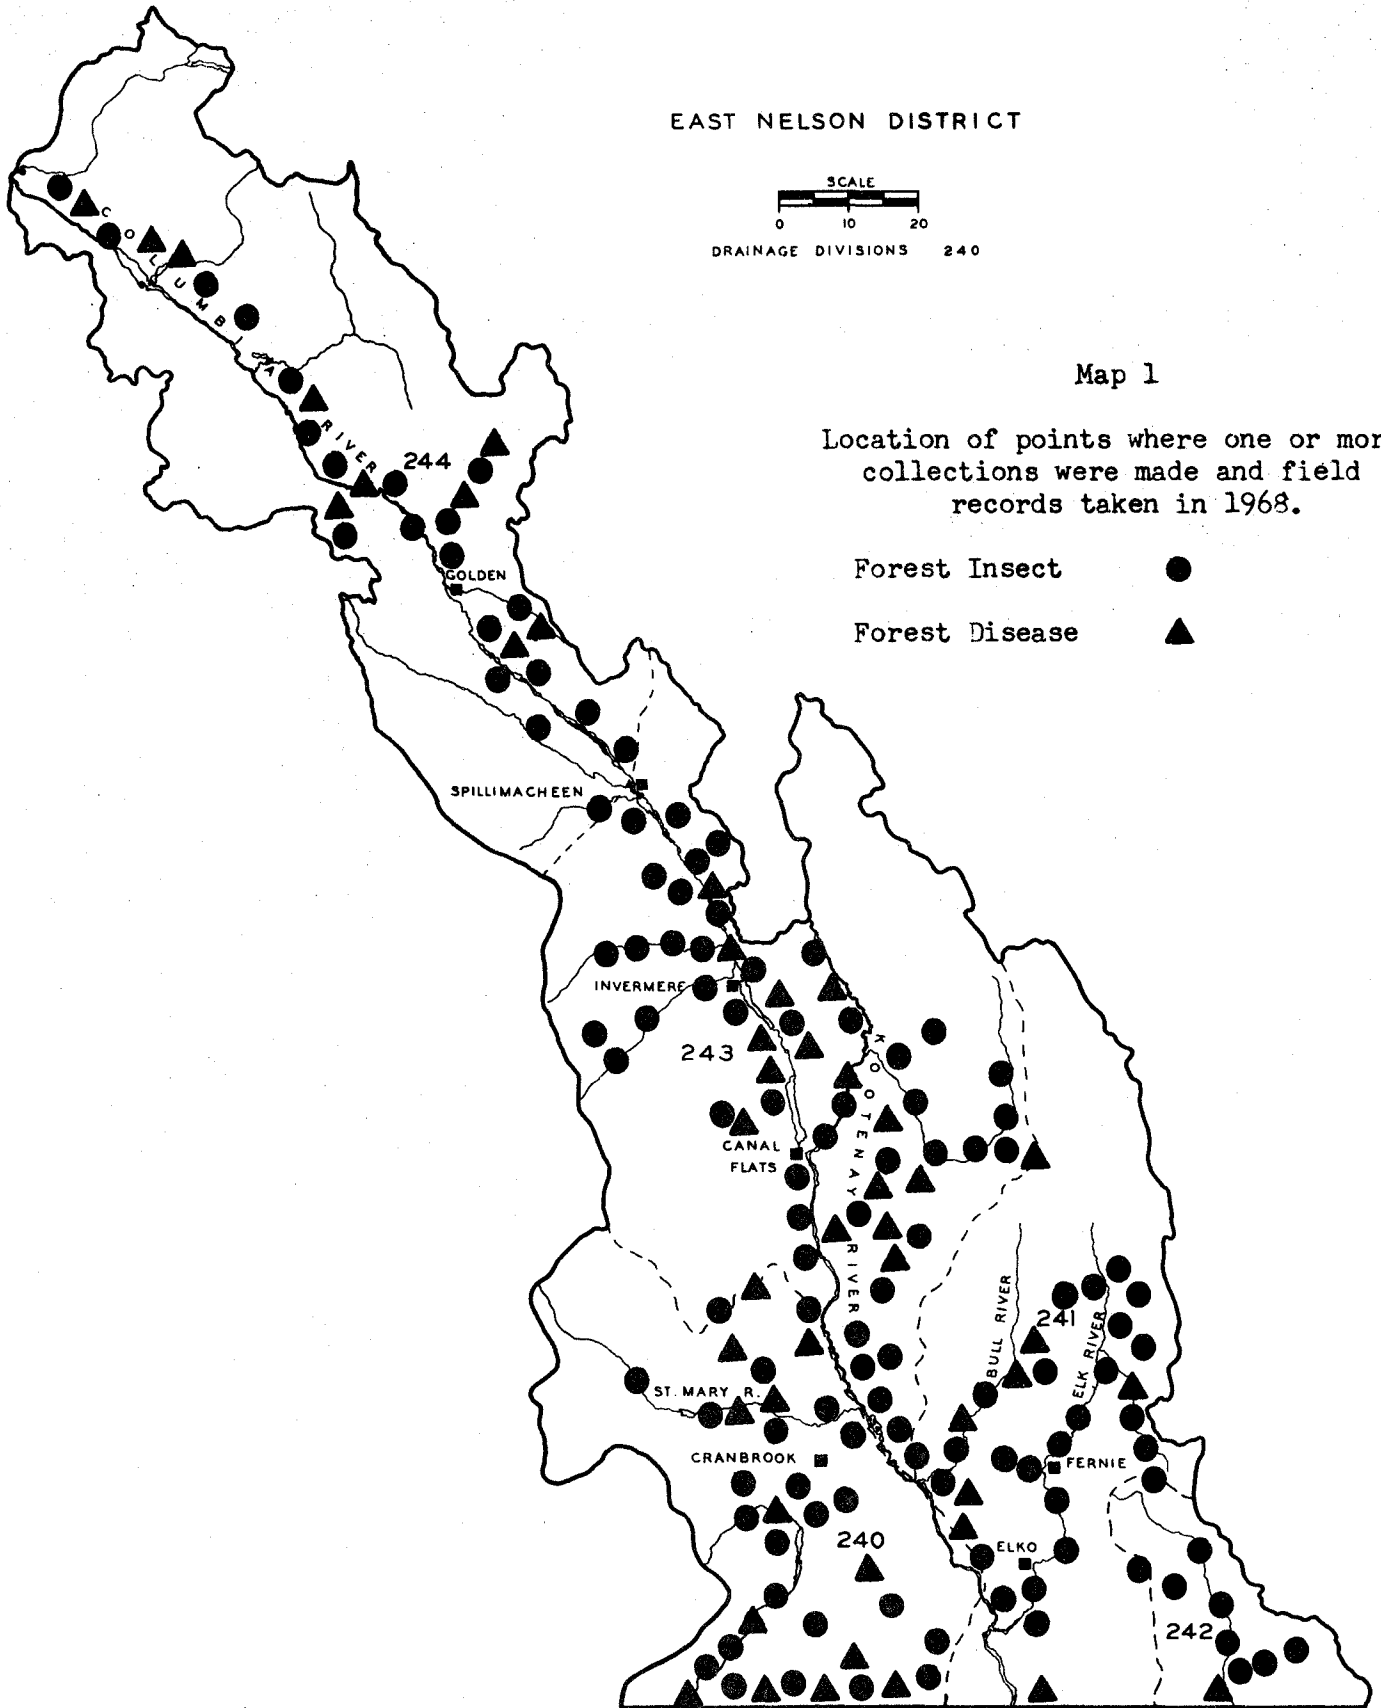 EAST NELSON DISTRICT
SCALE
0 10 20
DRAINAGE DIVISIONS 240
Map 1
Location of points where one or mor
collections were made and field
records taken in 1968.
Forest Insect
Forest Disease
COLUMBIA
RIVER
244
GOLDEN
SPILLIMACHEEN
INVERMERE
243
KOOTENAY
RIVER
CANAL
FLATS
BULL RIVER
241
ELK RIVER
ST. MARY R.
CRANBROOK
FERNIE
240
ELKO
242